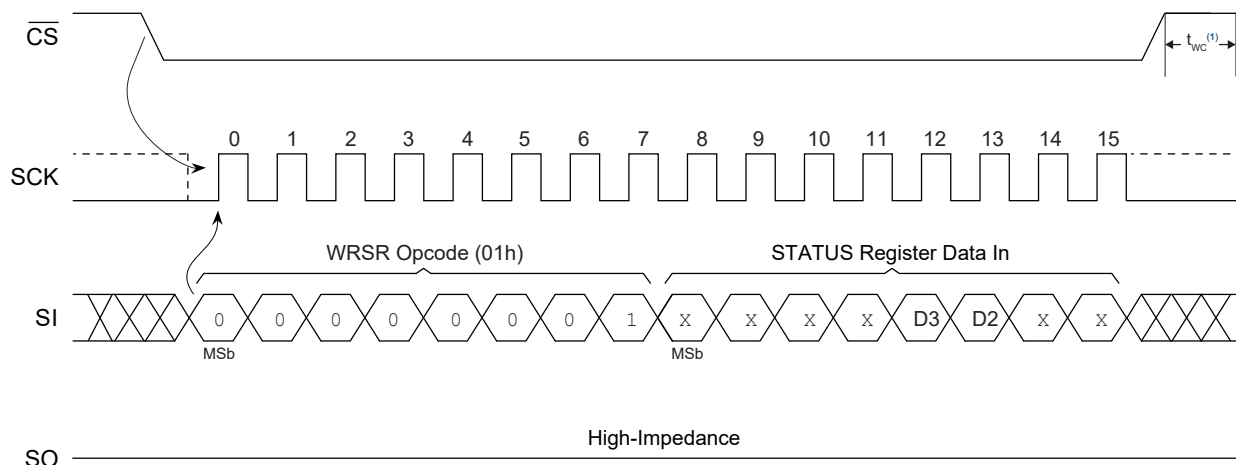 CS
tWC(1)
0 1 2 3 4 5 6 7 8 9 10 11 12 13 14 15
SCK
WRSR Opcode (01h) STATUS Register Data In
SI 0 0 0 0 0 0 0 1 X X X X D3 D2 X X
MSb MSb
High-Impedance
SO